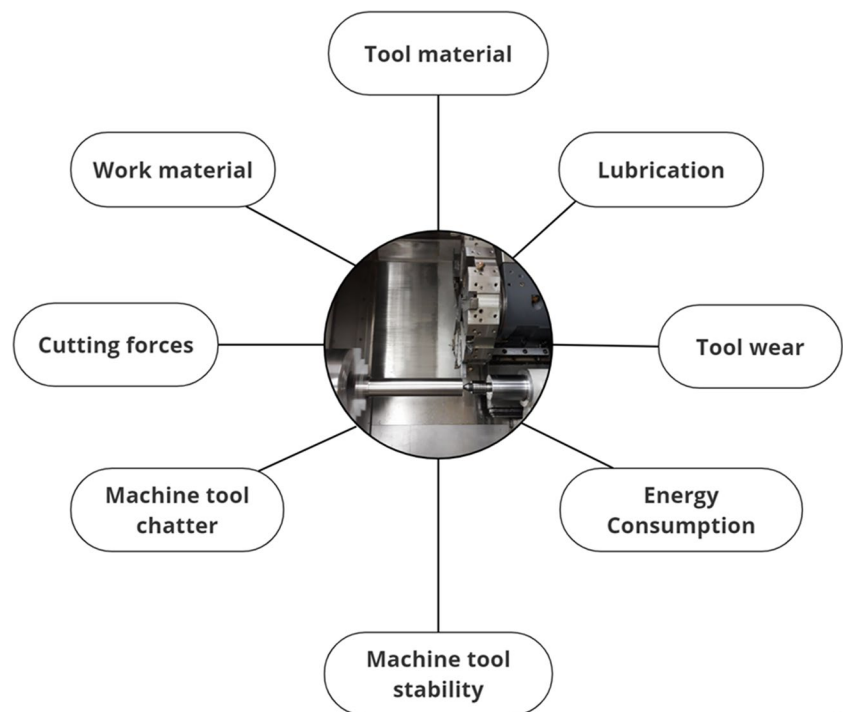 Tool material
Work material
Lubrication
Cutting forces
Tool wear
Machine tool
chatter
Energy
Consumption
Machine tool
stability